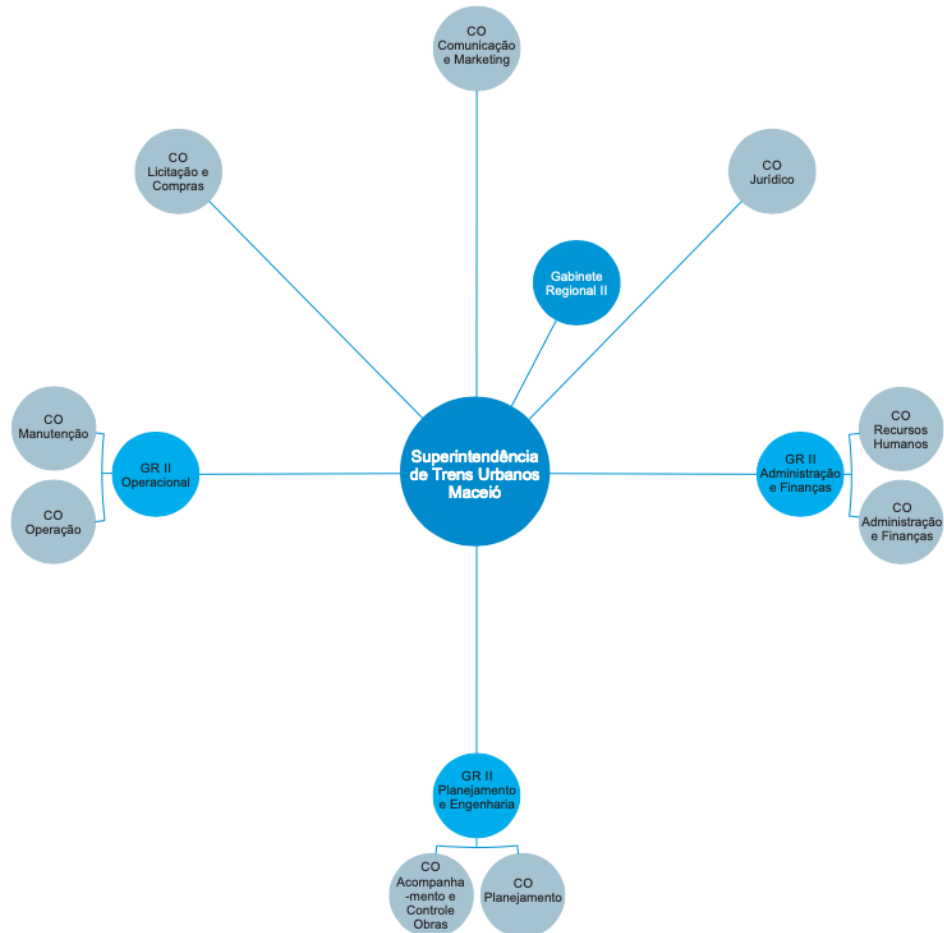 CO
Comunicação
e Marketing
CO
Licitação e
Compras
CO
Jurídico
Gabinete
Regional II
CO
Manutenção
GR II
Operacional
CO
Operação
Superintendência
de Trens Urbanos
Maceió
GR II
Administração
e Finanças
CO
Recursos
Humanos
CO
Administração
e Finanças
GR II
Planejamento
e Engenharia
CO
Acompanha
-mento e
Controle
Obras
CO
Planejamento